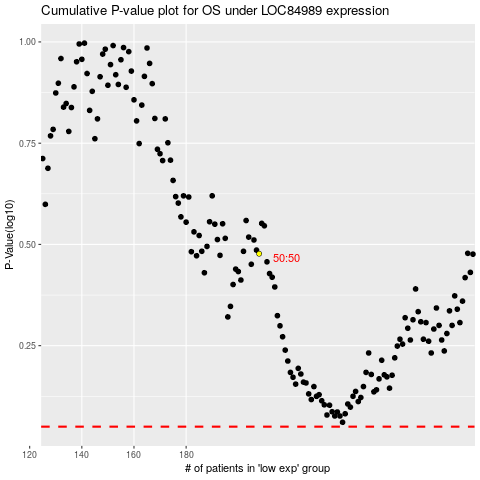 Cumulative P-value plot for OS under LOC84989 expression
P-Value(log10)
1.00
0.75
0.50
0.25
50:50
120 140 160 180
# of patients in 'low exp' group